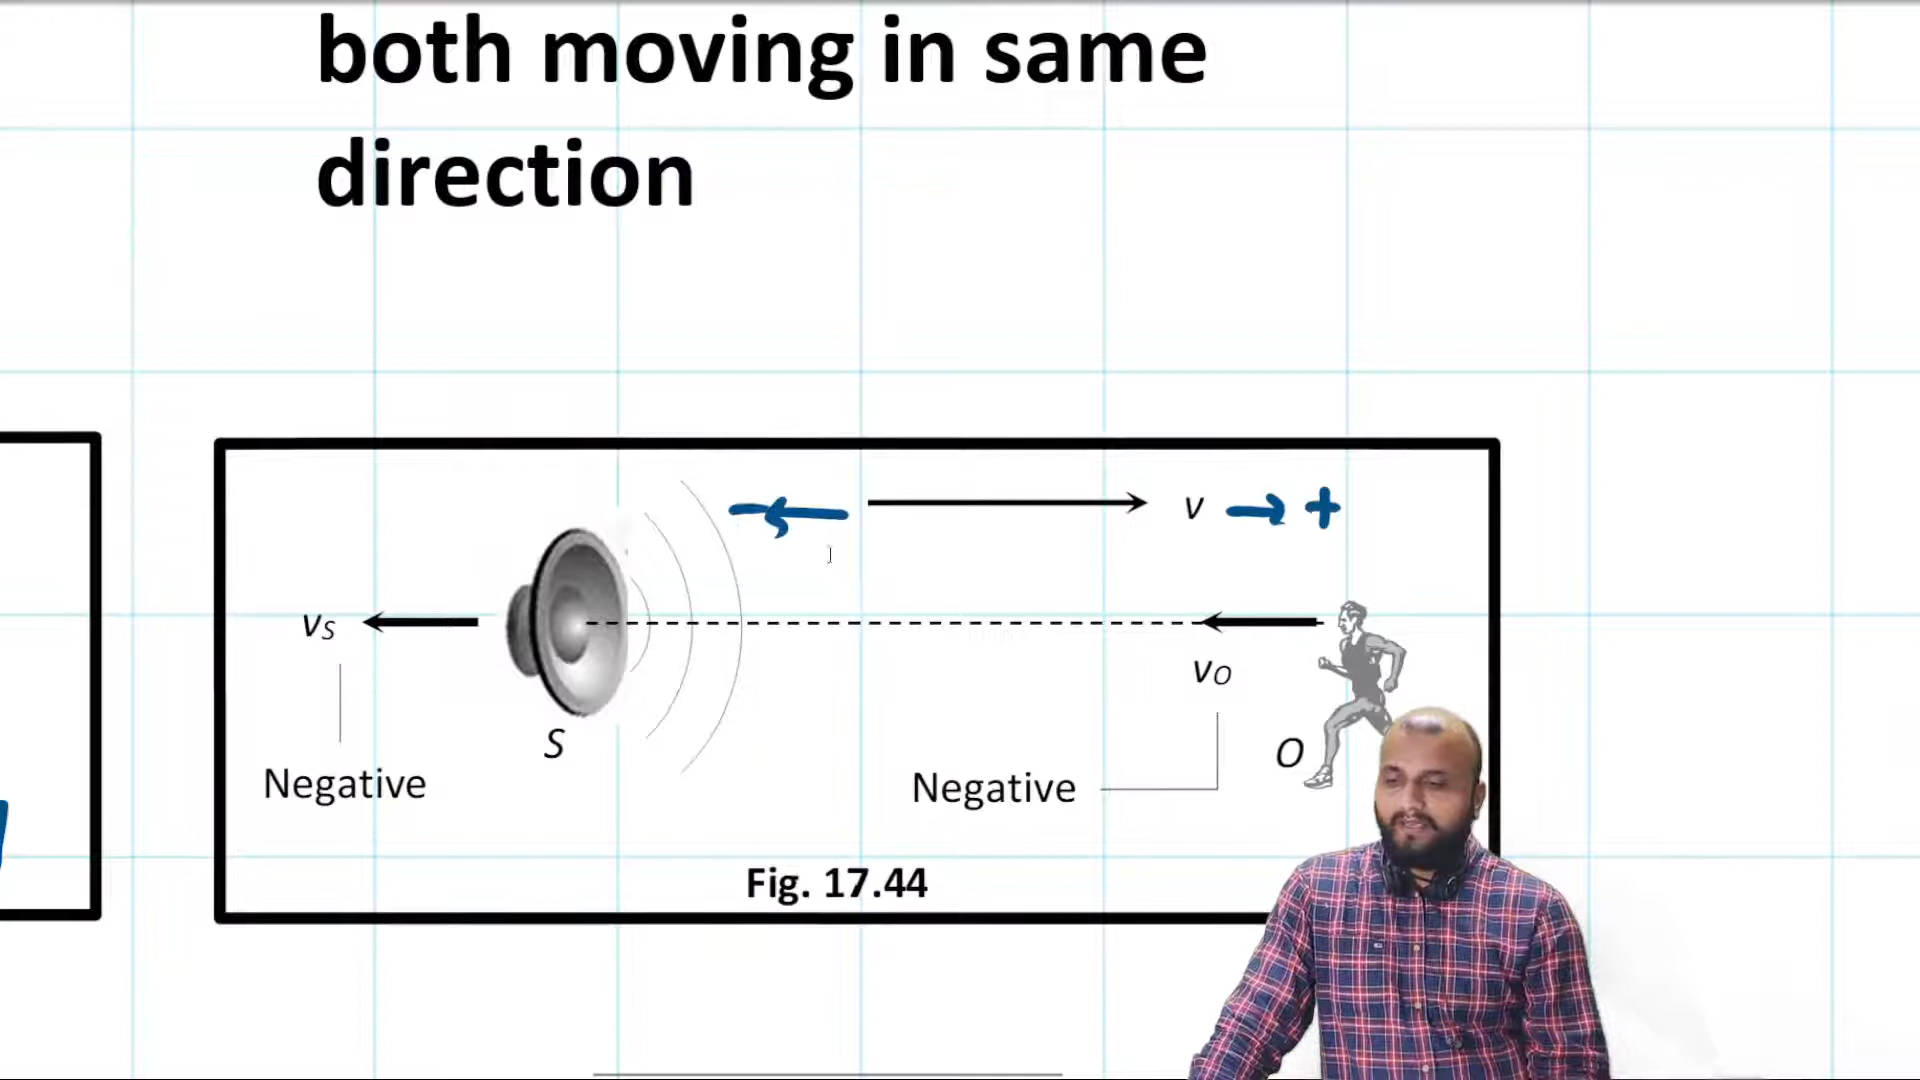 both moving in same
direction
v → +
vS
vO
S
O
Negative
Negative
Fig. 17.44